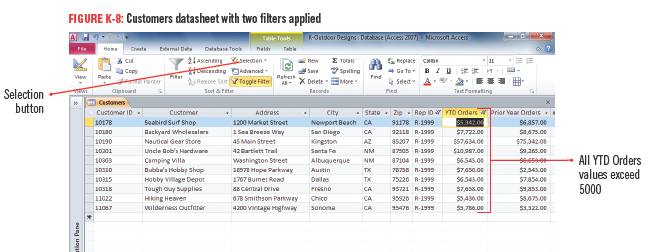 FIGURE K-8: Customers datasheet with two filters applied
Table Tools
K-Outdoor Designs : Database (Access 2007) - Microsoft Access
File Home Create External Data Database Tools Fields Table
View
Paste
Cut
Copy
Format Painter
Filter
Ascending
Descending
Remove Sort
Selection
Advanced
Toggle Filter
Refresh All
New
Save
Delete
Totals
Spelling
More
Find
Replace
Go To
Select
Calibri 11
B I U
Views Clipboard Sort & Filter Records Find Text Formatting
Selection button
Customers
Customer ID Customer Address City State Zip Rep ID YTD Orders Prior Year Orders
10178 Seabird Surf Shop 1200 Market Street Newport Beach CA 91178 R-1999 $5,342.00 $6,857.00
10180 Backyard Wholesalers 1 Sea Breeze Way San Diego CA 92118 R-1999 $7,722.00 $8,675.00
10190 Nautical Gear Store 45 Main Street Kingston AZ 85207 R-1999 $57,634.00 $75,342.00
10301 Uncle Bob's Hardware 42 Bartlett Trail Santa Fe NM 87505 R-1999 $10,987.00 $9,265.00
10303 Camping Villa Washington Street Albuquerque NM 87104 R-1999 $6,545.00
10310 Bubba's Hobby Shop 18978 Hope Parkway Austin TX 78758 R-1999 $7,650.00 $2,543.00
10315 Hobby Village Depot 1767 Burnet Road Dallas TX 75226 R-1999 $6,543.00 $7,854.00
10318 Tough Guy Supplies 88 Central Drive Fresno CA 93721 R-1999 $7,658.00 $9,853.00
11022 Hiking Heaven 678 Smithson Parkway Chico CA 95926 R-1999 $5,436.00 $8,675.00
11067 Wilderness Outfitter 4200 Vintage Highway Sonoma CA 95476 R-1999 $5,786.00 $3,322.00
All YTD Orders values exceed 5000
tion Pane